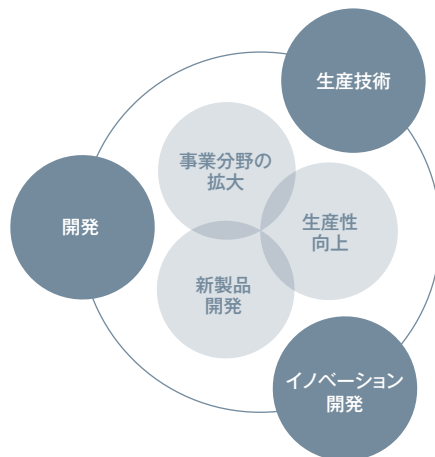 生産技術
事業分野の
拡大
開発
生産性
向上
新製品
開発
イノベーション
開発